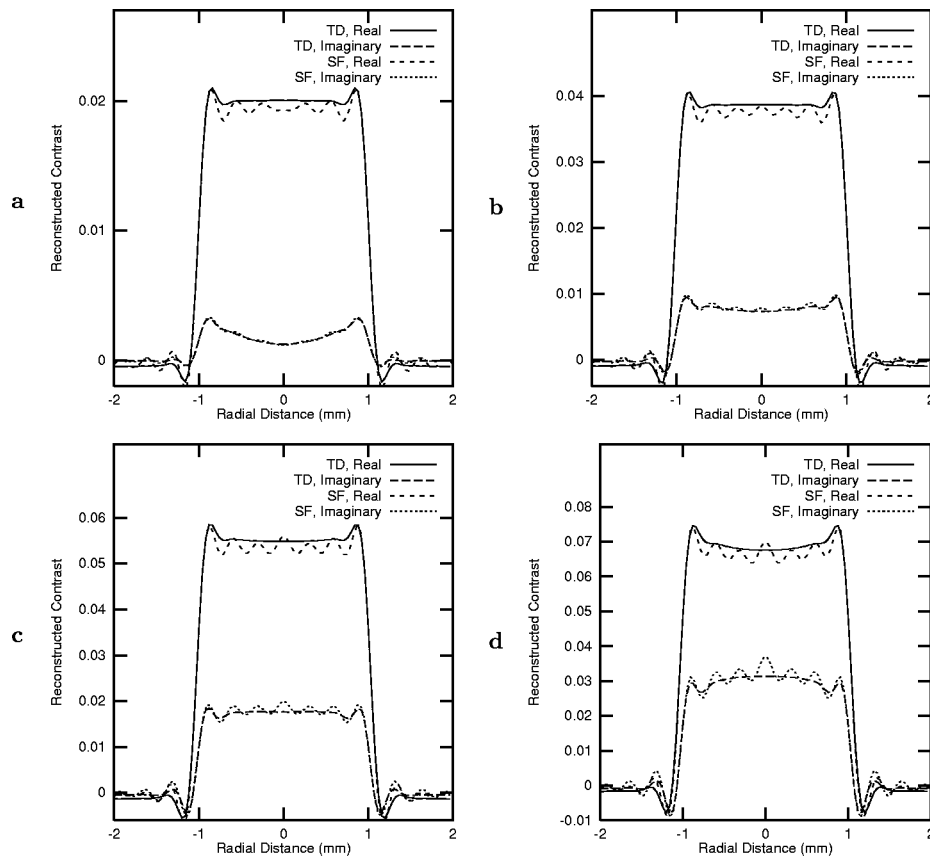 a
TD, Real
TD, Imaginary
SF, Real
SF, Imaginary
Reconstructed Contrast
0.02
0.01
0
-2 -1 0 1 2
Radial Distance (mm)
b
TD, Real
TD, Imaginary
SF, Real
SF, Imaginary
Reconstructed Contrast
0.04
0.03
0.02
0.01
0
-2 -1 0 1 2
Radial Distance (mm)
c
TD, Real
TD, Imaginary
SF, Real
SF, Imaginary
Reconstructed Contrast
0.06
0.05
0.04
0.03
0.02
0.01
0
-2 -1 0 1 2
Radial Distance (mm)
d
TD, Real
TD, Imaginary
SF, Real
SF, Imaginary
Reconstructed Contrast
0.08
0.07
0.06
0.05
0.04
0.03
0.02
0.01
0
-0.01
-2 -1 0 1 2
Radial Distance (mm)